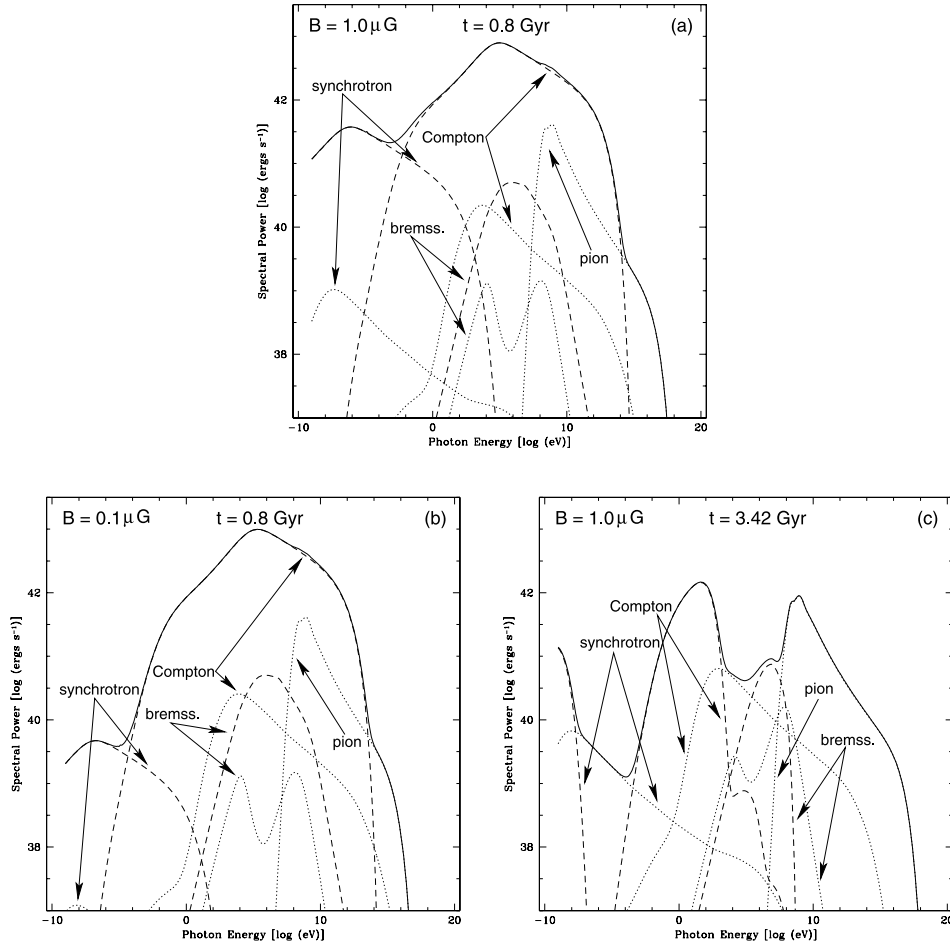 B = 1.0 μG t = 0.8 Gyr (a)
synchrotron
Compton
bremss.
pion
42
40
38
Spectral Power [log (ergs s⁻¹)]
-10 0 10 20
Photon Energy [log (eV)]
B = 0.1 μG t = 0.8 Gyr (b)
Compton
synchrotron
bremss.
pion
42
40
38
Spectral Power [log (ergs s⁻¹)]
-10 0 10 20
Photon Energy [log (eV)]
B = 1.0 μG t = 3.42 Gyr (c)
Compton
synchrotron
pion
bremss.
42
40
38
Spectral Power [log (ergs s⁻¹)]
-10 0 10 20
Photon Energy [log (eV)]